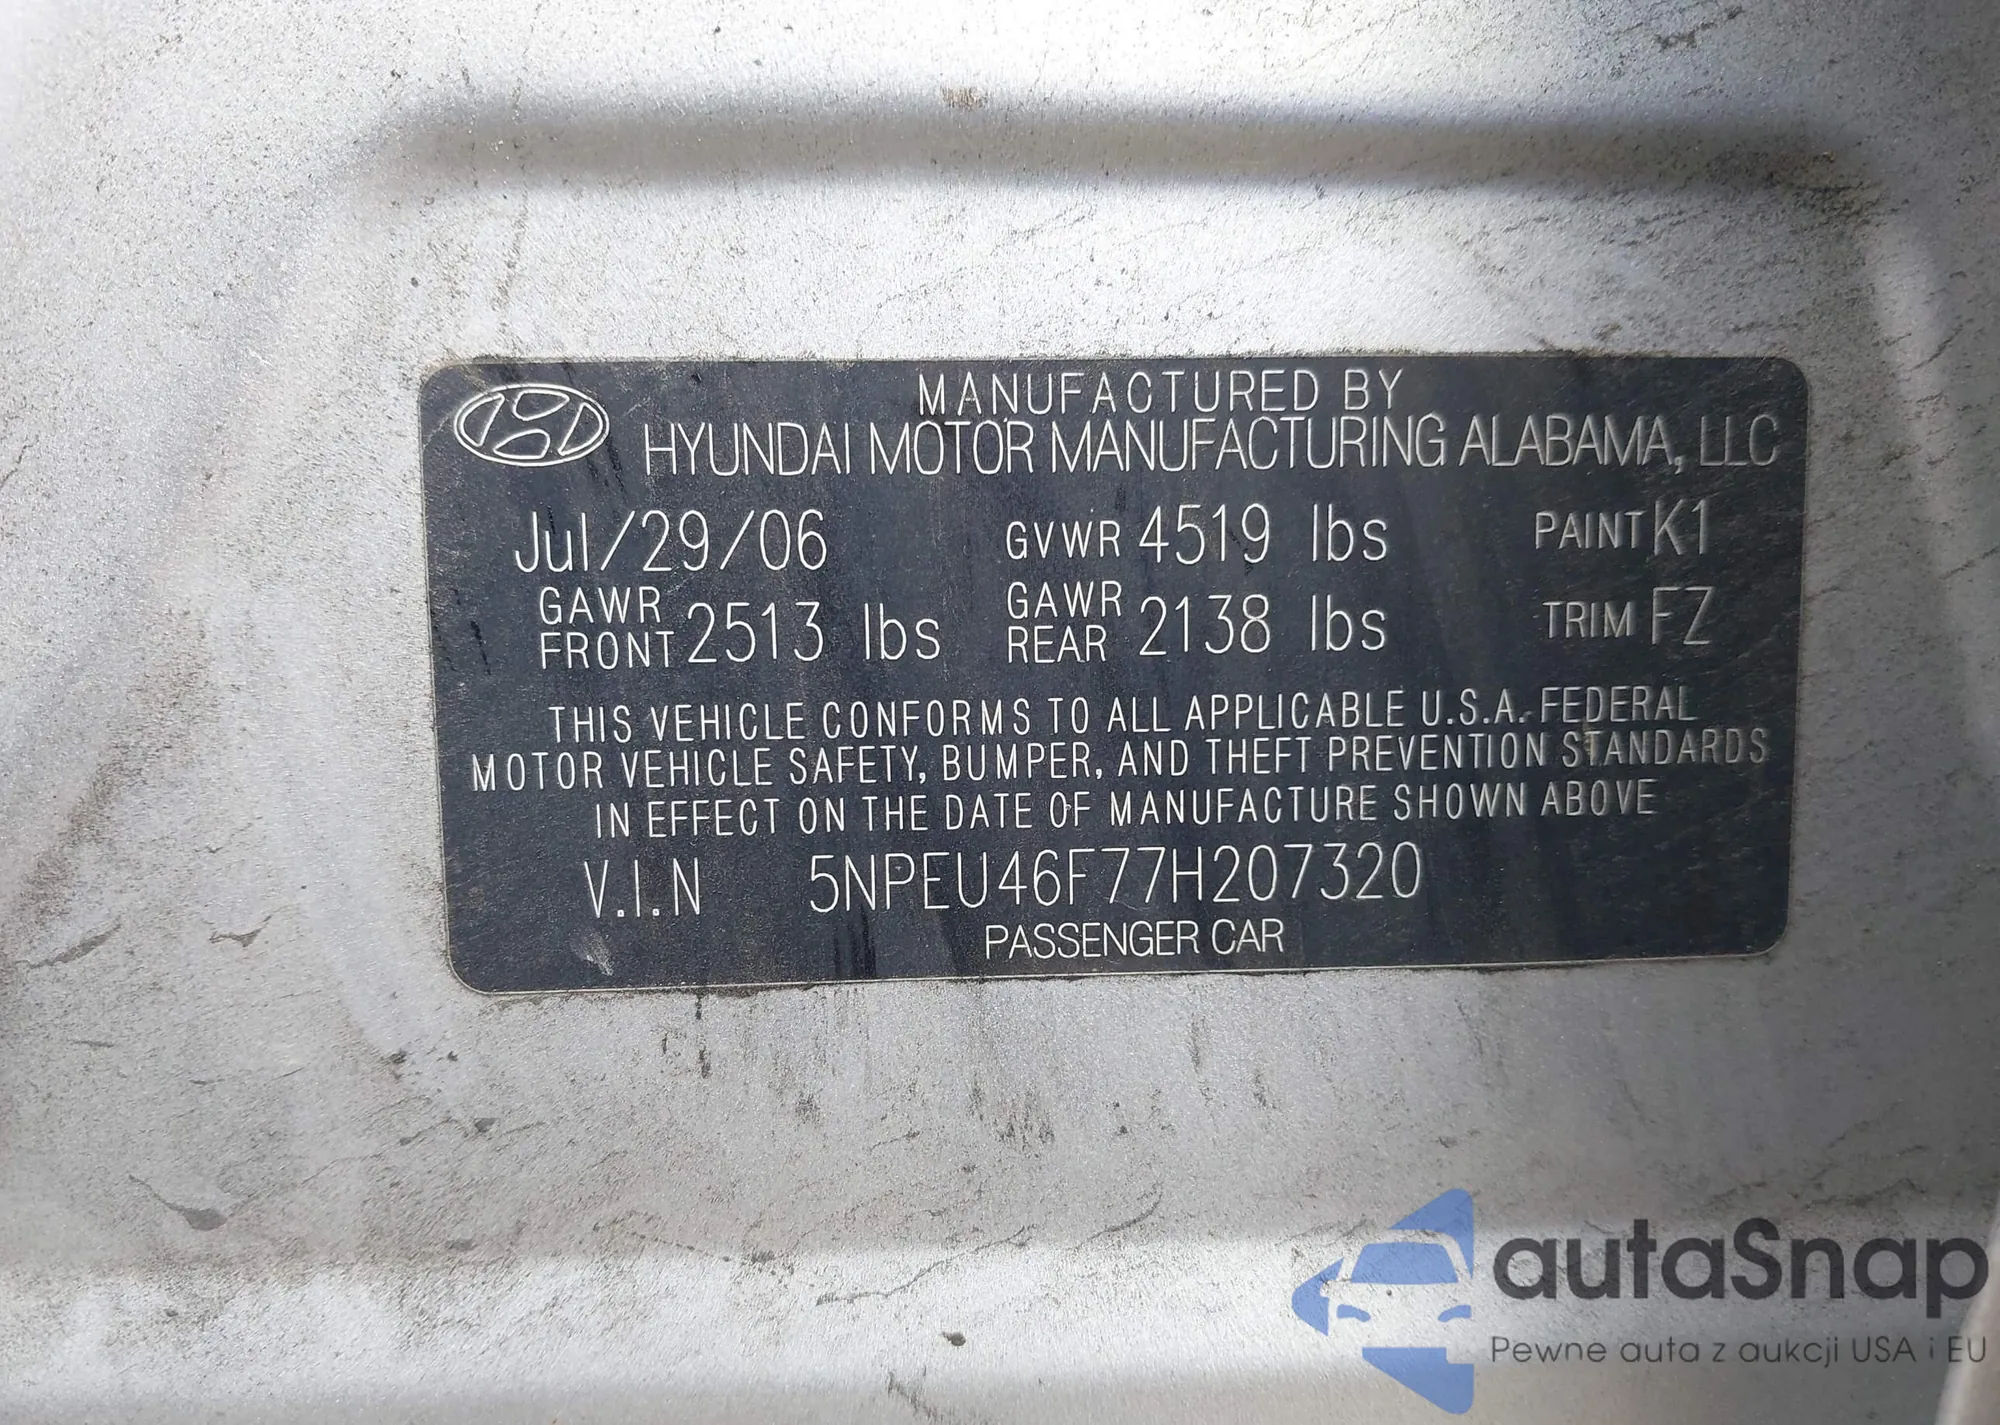 MANUFACTURED BY
HYUNDAI MOTOR MANUFACTURING ALABAMA, LLC
Jul/29/06 GVWR 4519 lbs PAINT K1
GAWR FRONT 2513 lbs GAWR REAR 2138 lbs TRIM FZ
THIS VEHICLE CONFORMS TO ALL APPLICABLE U.S.A. FEDERAL
MOTOR VEHICLE SAFETY, BUMPER, AND THEFT PREVENTION STANDARDS
IN EFFECT ON THE DATE OF MANUFACTURE SHOWN ABOVE
V.I.N 5NPEU46F77H207320
PASSENGER CAR
autaSnap
Pewne auta z aukcji USA i EU